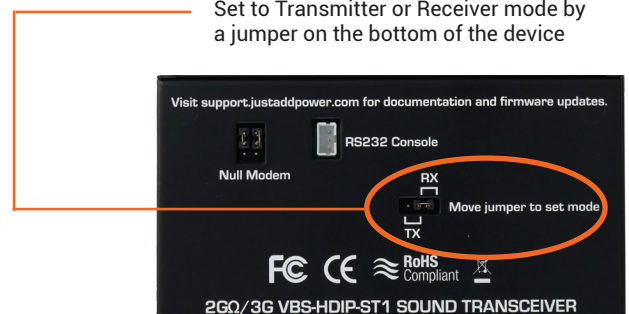 Set to Transmitter or Receiver mode by
a jumper on the bottom of the device
Visit support.justaddpower.com for documentation and firmware updates.
RS232 Console
Null Modem
RX
Move jumper to set mode
TX
FC CE RoHS
Compliant
2GΩ/3G VBS-HDIP-ST1 SOUND TRANSCEIVER